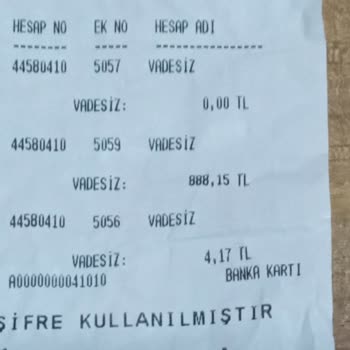 HESAP NO EK NO HESAP ADI
-------- ----- ----------------
44580410 5057 VADESİZ
VADESİZ: 0,00 TL
44580410 5059 VADESİZ
VADESİZ: 888,15 TL
44580410 5056 VADESİZ
VADESİZ: 4,17 TL
A0000000041010 BANKA KARTI
ŞİFRE KULLANILMIŞTIR